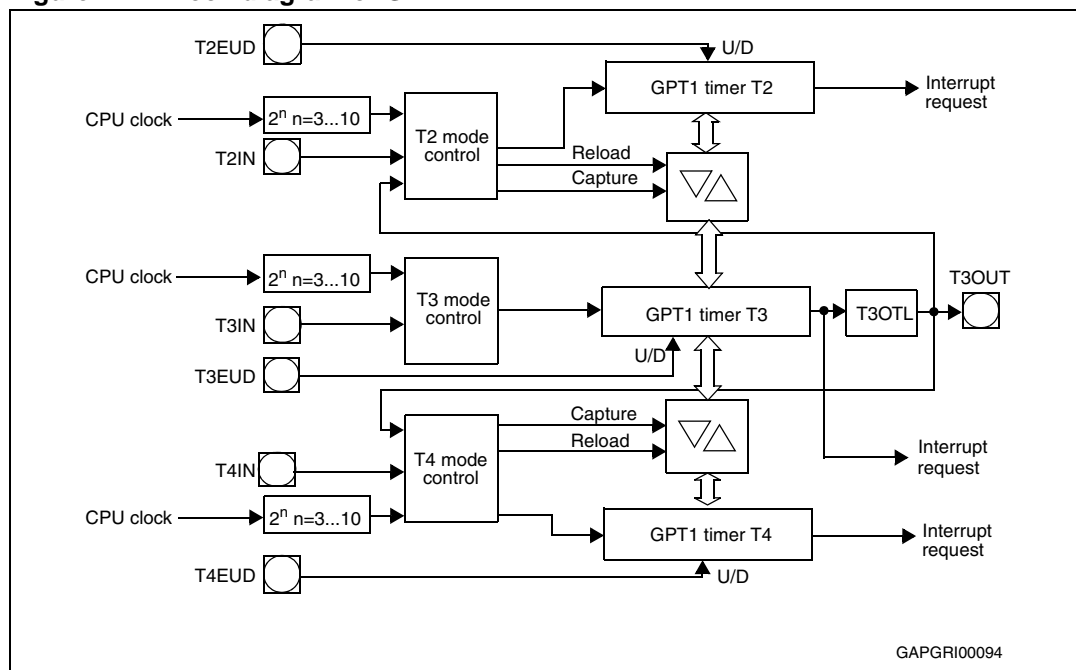 T2EUD
U/D
GPT1 timer T2
Interrupt
request
CPU clock
2ⁿ n=3...10
T2 mode
control
T2IN
Reload
Capture
CPU clock
2ⁿ n=3...10
T3 mode
control
T3OUT
T3IN
GPT1 timer T3
T3OTL
U/D
T3EUD
Capture
Reload
T4 mode
control
Interrupt
request
T4IN
CPU clock
2ⁿ n=3...10
GPT1 timer T4
Interrupt
request
T4EUD
U/D
GAPGRI00094